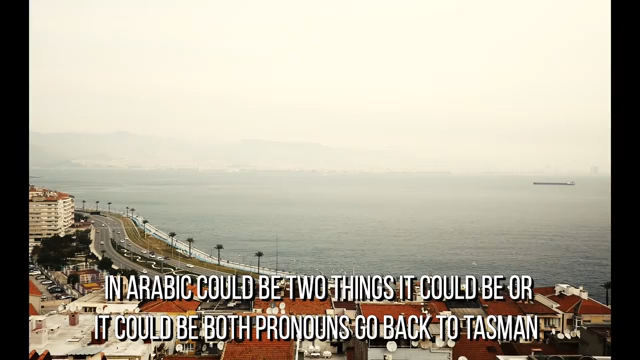 IN ARABIC COULD BE TWO THINGS IT COULD BE OR
IT COULD BE BOTH PRONOUNS GO BACK TO TASMAN